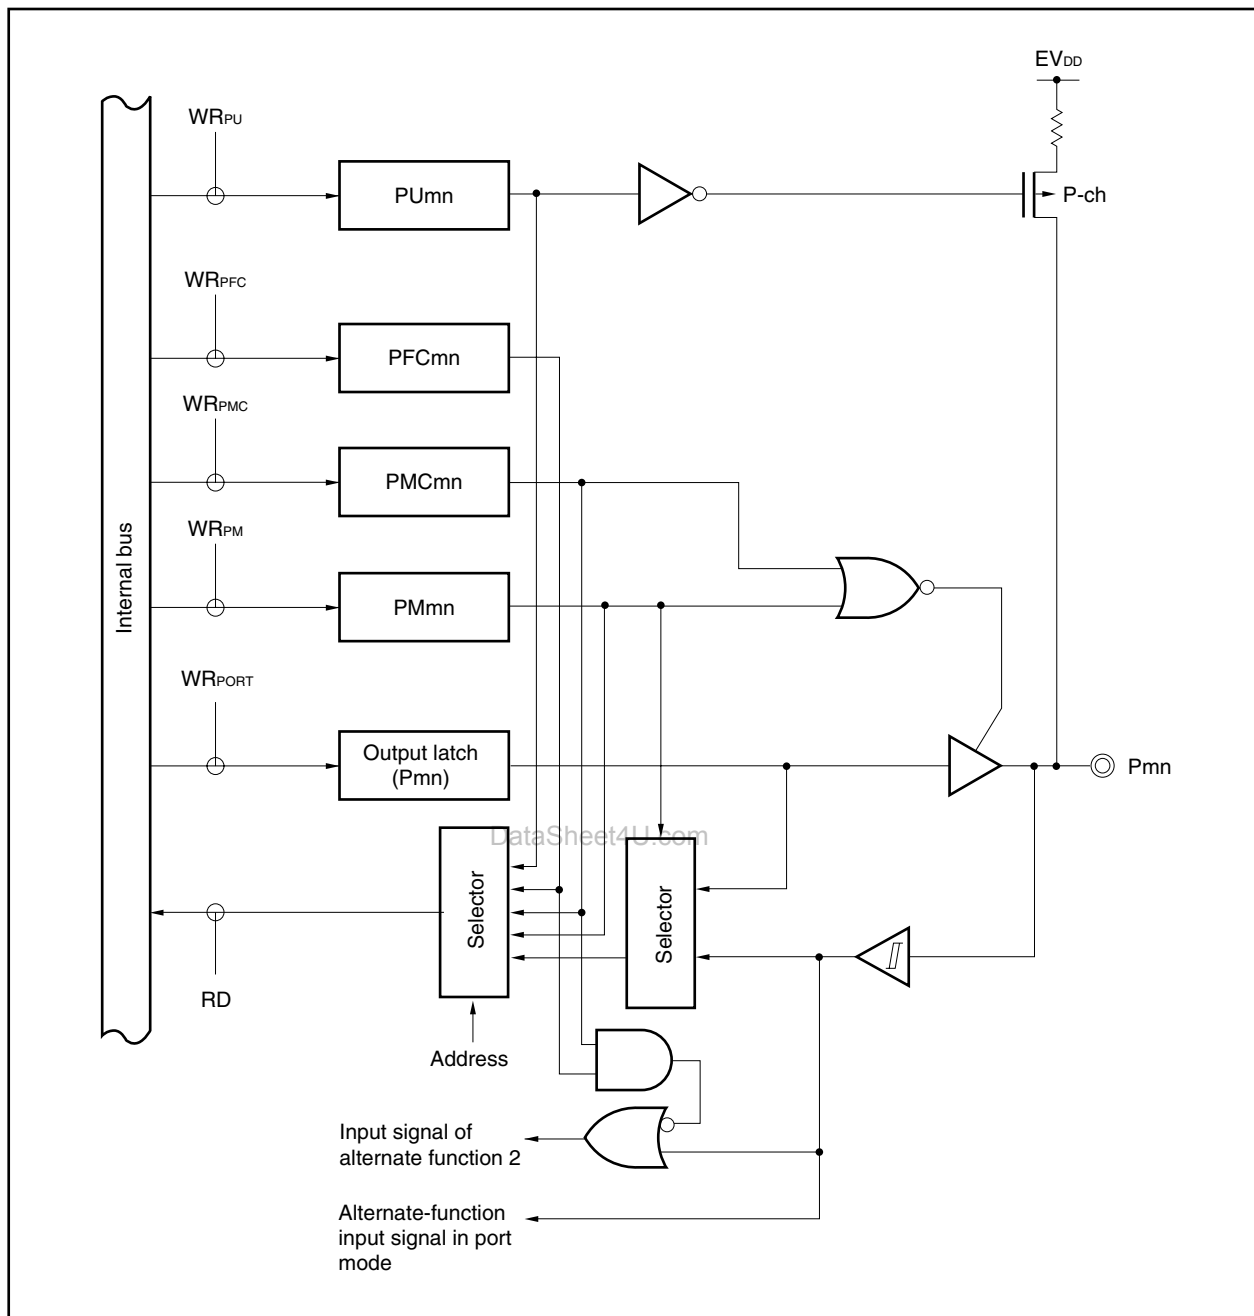 EVDD
WRPU
PUmn
P-ch
WRPFC
PFCmn
WRPMC
PMCmn
WRPM
PMmn
Internal bus
WRPORT
Output latch
(Pmn)
Pmn
DataSheet4U.com
Selector
Selector
RD
Address
Input signal of
alternate function 2
Alternate-function
input signal in port
mode